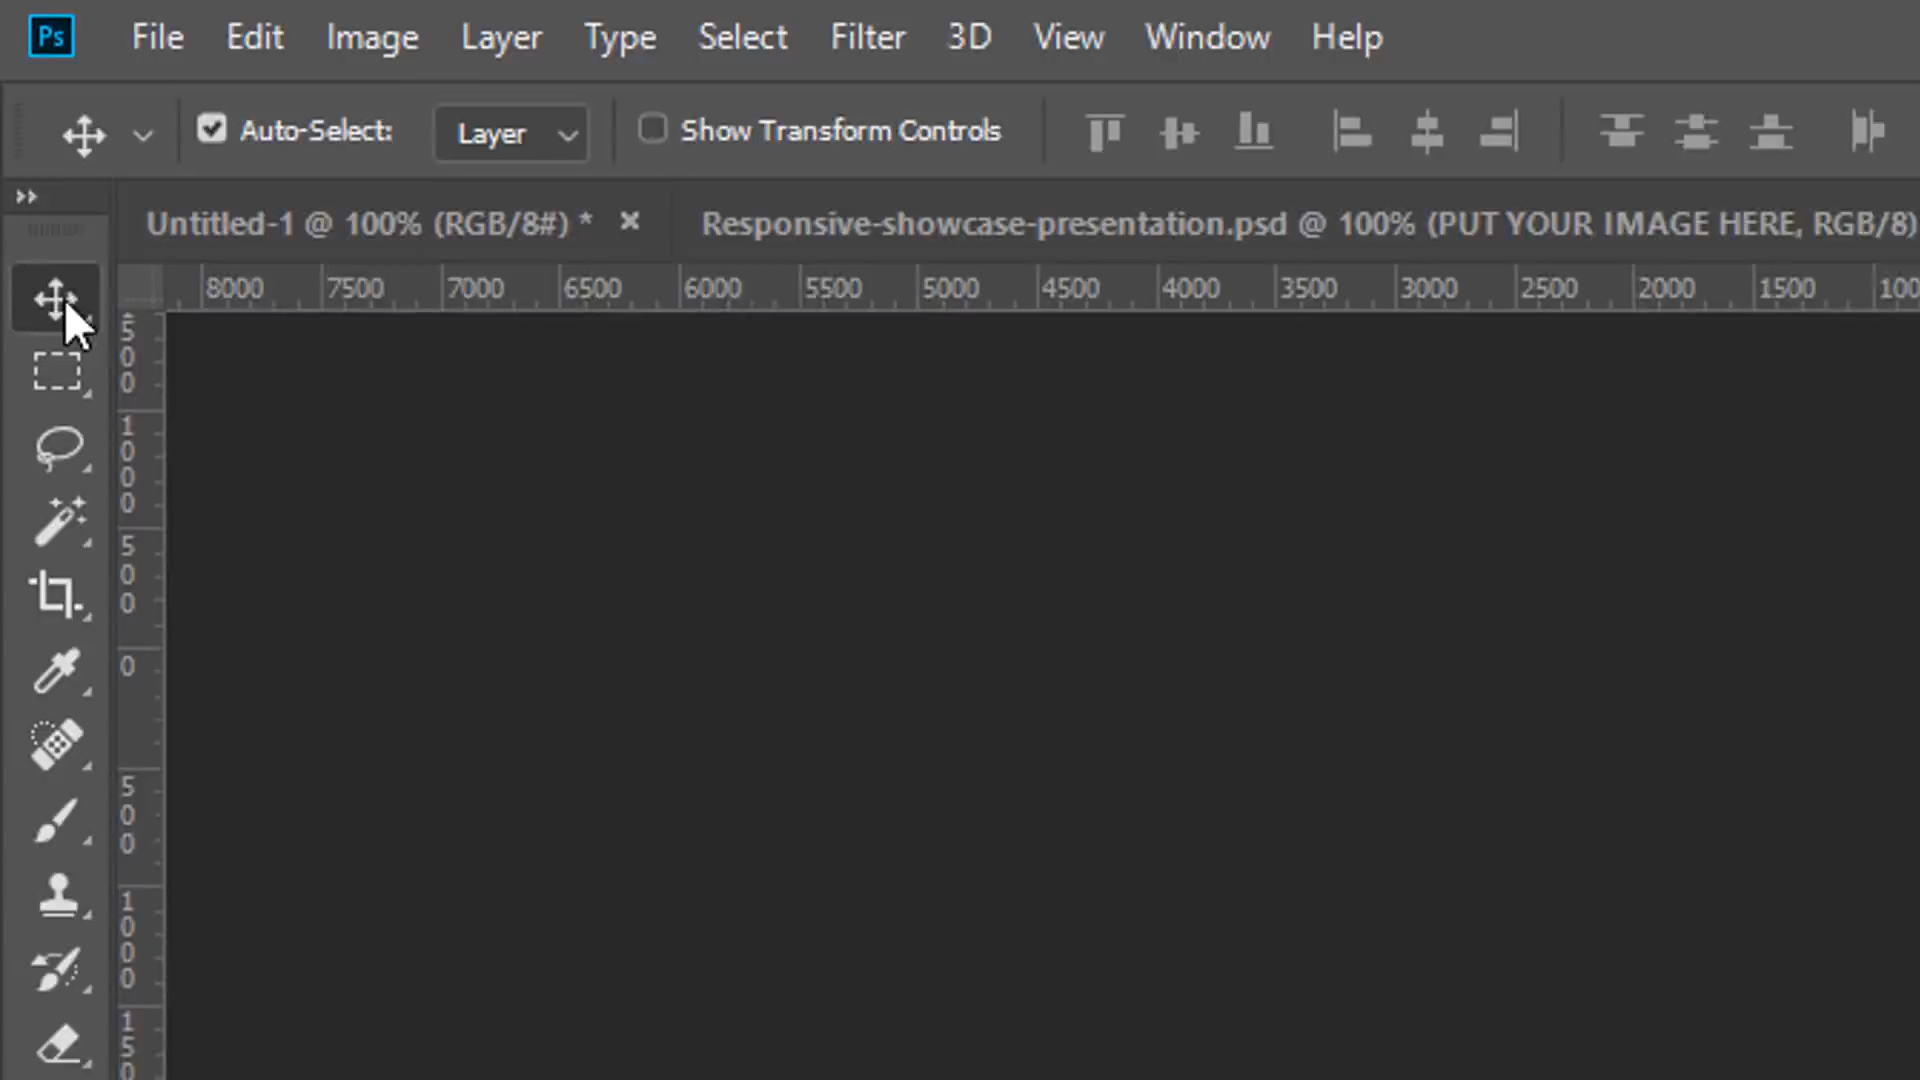 Ps File Edit Image Layer Type Select Filter 3D View Window Help
Auto-Select: Layer Show Transform Controls
Untitled-1 @ 100% (RGB/8#) * Responsive-showcase-presentation.psd @ 100% (PUT YOUR IMAGE HERE, RGB/8)
8000 7500 7000 6500 6000 5500 5000 4500 4000 3500 3000 2500 2000 1500 100
500
1000
500
0
500
1000
150